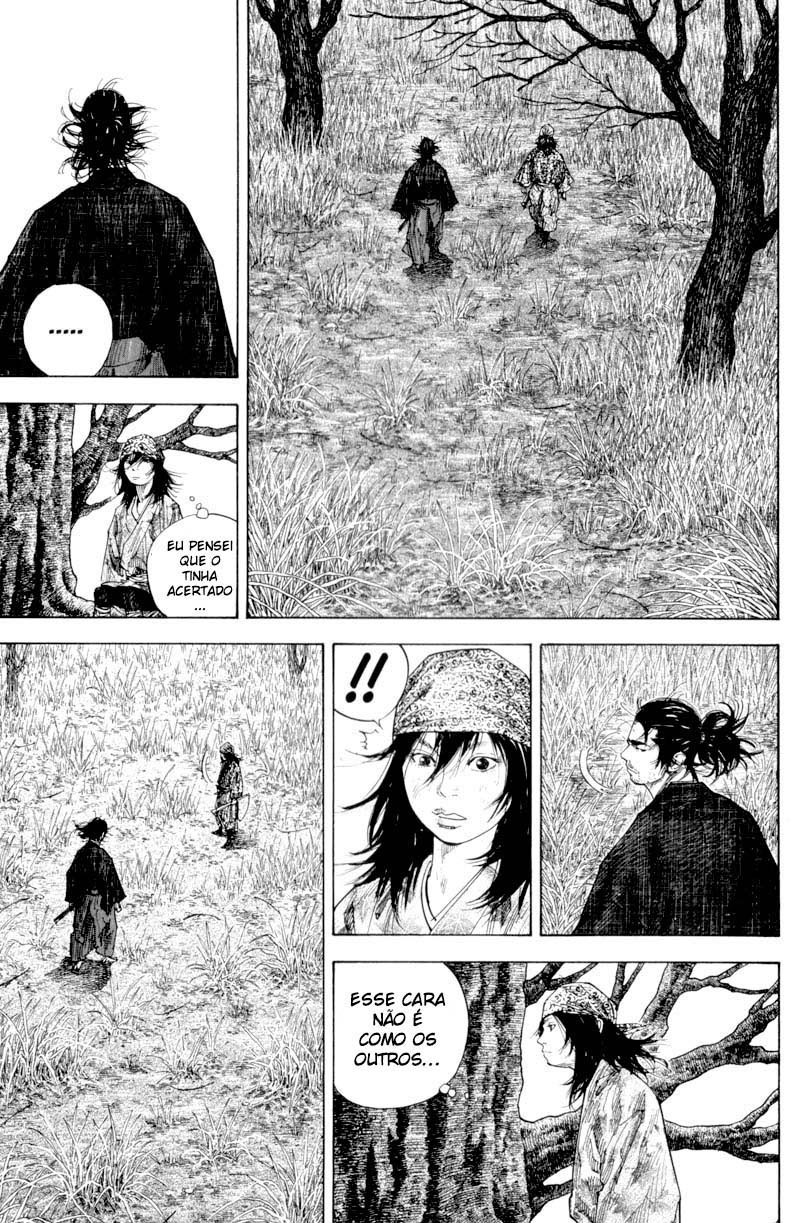 .....
EU PENSEI
QUE O
TINHA
ACERTADO
...
!!
ESSE CARA
NÃO É
COMO OS
OUTROS...